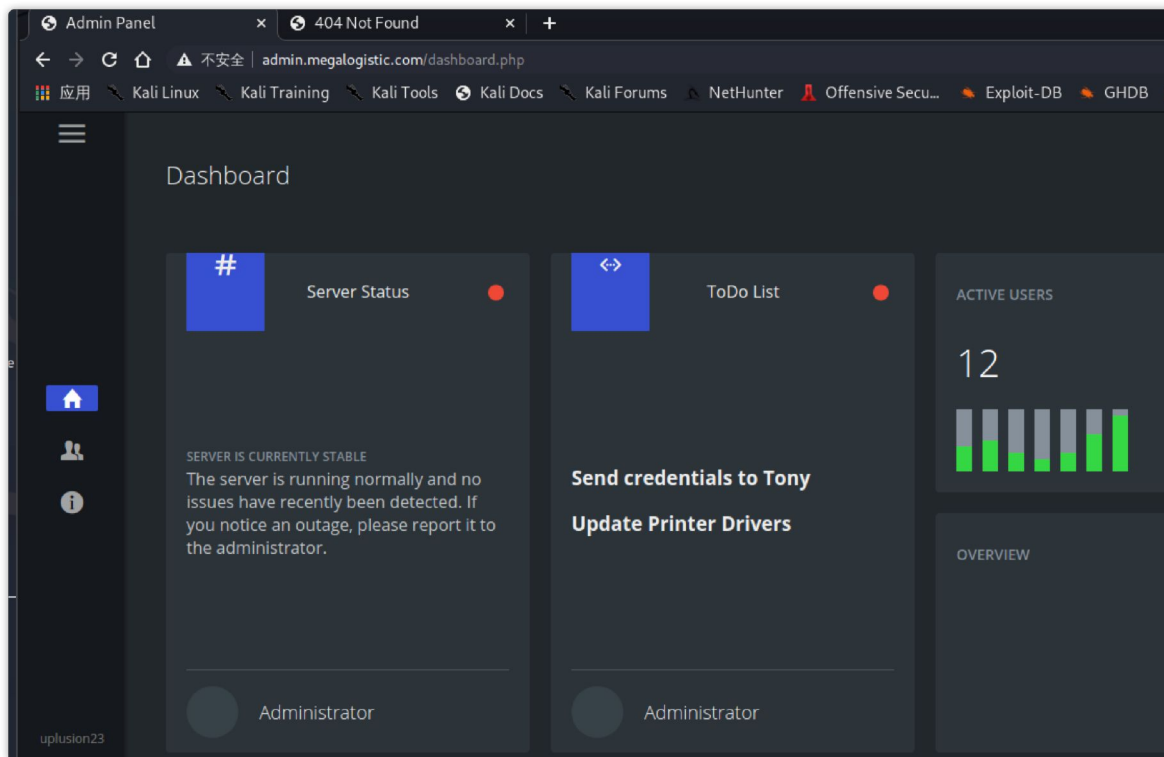 Admin Panel
404 Not Found
不安全 admin.megalogistic.com/dashboard.php
应用 Kali Linux Kali Training Kali Tools Kali Docs Kali Forums NetHunter Offensive Secu... Exploit-DB GHDB
Dashboard
#
Server Status
SERVER IS CURRENTLY STABLE
The server is running normally and no
issues have recently been detected. If
you notice an outage, please report it to
the administrator.
Administrator
ToDo List
Send credentials to Tony
Update Printer Drivers
Administrator
ACTIVE USERS
12
OVERVIEW
uplusion23